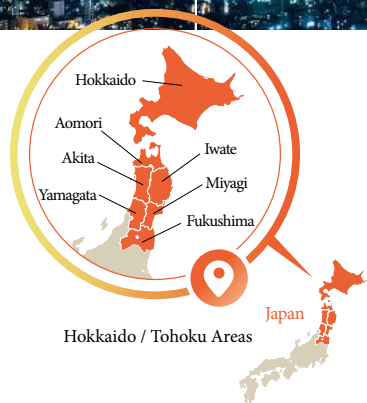 Hokkaido
Aomori
Iwate
Akita
Miyagi
Yamagata
Fukushima
Japan
Hokkaido / Tohoku Areas